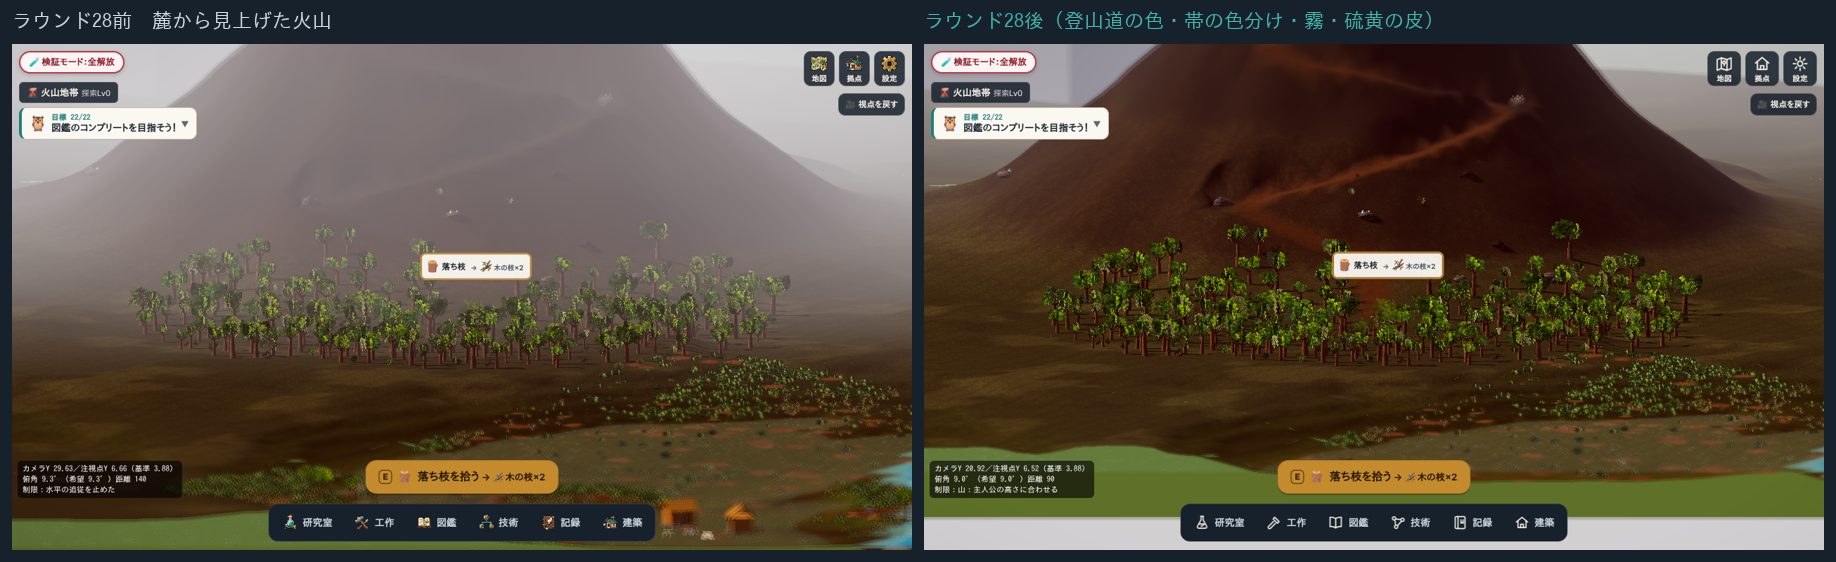 ラウンド28前　麓から見上げた火山
検証モード：全解放
火山地帯 探索Lv0
目標 22/22
図鑑のコンプリートを目指そう！▼
地図
拠点
設定
視点を戻す
落ち枝 → 木の枝×2
カメラY 29.63／注視点Y 6.66（基準 3.88）
俯角 9.3°（希望 9.3°）距離 140
制限：水平の追従を止めた
E 落ち枝を拾う → 木の枝×2
研究室
工作
図鑑
技術
記録
建築
ラウンド28後（登山道の色・帯の色分け・霧・硫黄の皮）
検証モード：全解放
火山地帯 探索Lv0
目標 22/22
図鑑のコンプリートを目指そう！▼
地図
拠点
設定
視点を戻す
落ち枝 → 木の枝×2
カメラY 20.92／注視点Y 6.52（基準 3.88）
俯角 9.0°（希望 9.0°）距離 90
制限：山：主人公の高さに合わせる
E 落ち枝を拾う → 木の枝×2
研究室
工作
図鑑
技術
記録
建築